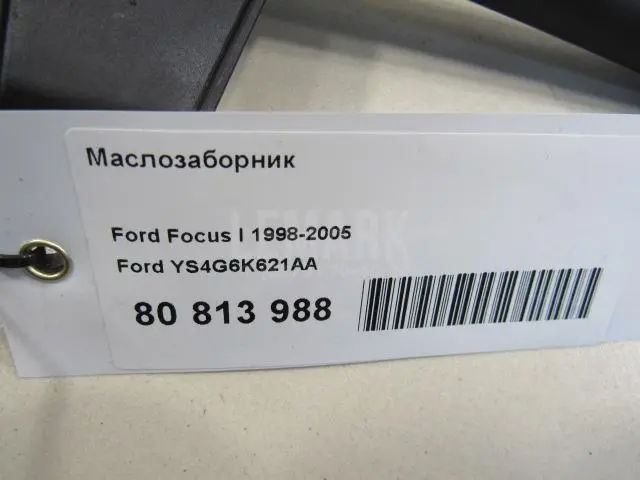 Маслозаборник
Ford Focus I 1998-2005
Ford YS4G6K621AA
80 813 988